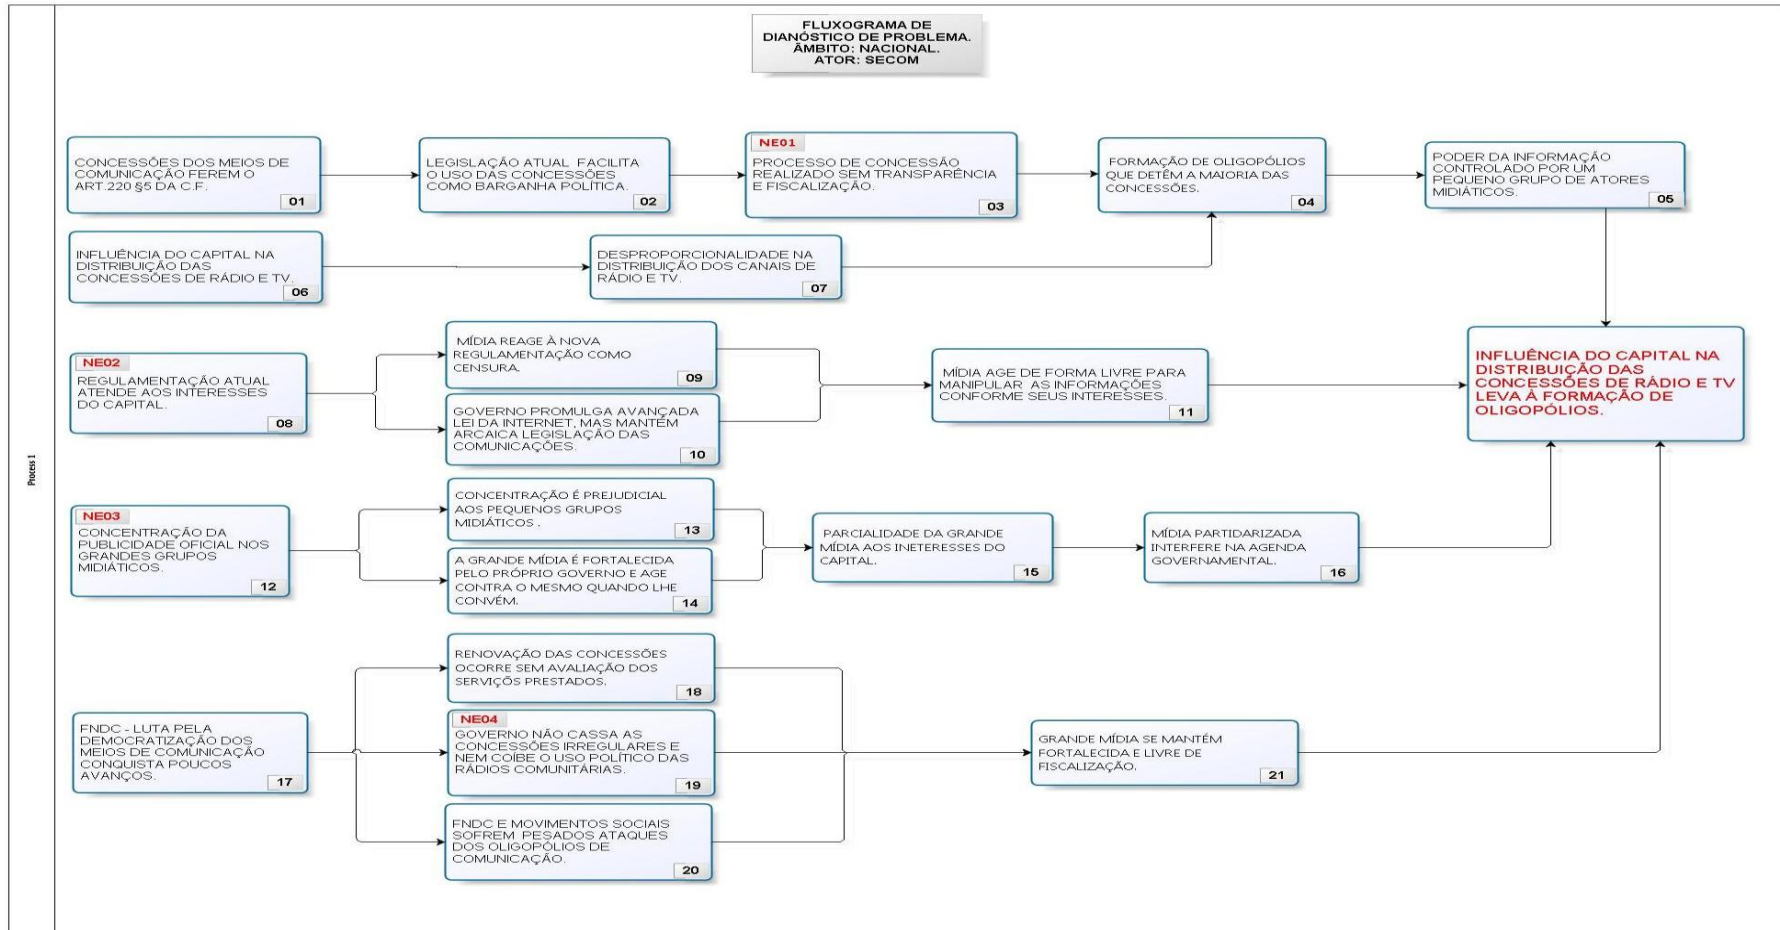 FLUXOGRAMA DE
DIANÓSTICO DE PROBLEMA.
ÂMBITO: NACIONAL.
ATOR: SECOM
Process 1
CONCESSÕES DOS MEIOS DE
COMUNICAÇÃO FEREM O
ART.220 §5 DA C.F.
01
LEGISLAÇÃO ATUAL FACILITA
O USO DAS CONCESSÕES
COMO BARGANHA POLÍTICA.
02
NE01
PROCESSO DE CONCESSÃO
REALIZADO SEM TRANSPARÊNCIA
E FISCALIZAÇÃO.
03
FORMAÇÃO DE OLIGOPÓLIOS
QUE DETÊM A MAIORIA DAS
CONCESSÕES.
04
PODER DA INFORMAÇÃO
CONTROLADO POR UM
PEQUENO GRUPO DE ATORES
MIDIÁTICOS.
05
INFLUÊNCIA DO CAPITAL NA
DISTRIBUIÇÃO DAS
CONCESSÕES DE RÁDIO E TV.
06
DESPROPORCIONALIDADE NA
DISTRIBUIÇÃO DOS CANAIS DE
RÁDIO E TV.
07
NE02
REGULAMENTAÇÃO ATUAL
ATENDE AOS INTERESSES
DO CAPITAL.
08
MÍDIA REAGE À NOVA
REGULAMENTAÇÃO COMO
CENSURA.
09
GOVERNO PROMULGA AVANÇADA
LEI DA INTERNET, MAS MANTÉM
ARCAICA LEGISLAÇÃO DAS
COMUNICAÇÕES.
10
MÍDIA AGE DE FORMA LIVRE PARA
MANIPULAR AS INFORMAÇÕES
CONFORME SEUS INTERESSES.
11
INFLUÊNCIA DO CAPITAL NA
DISTRIBUIÇÃO DAS
CONCESSÕES DE RÁDIO E TV
LEVA À FORMAÇÃO DE
OLIGOPÓLIOS.
NE03
CONCENTRAÇÃO DA
PUBLICIDADE OFICIAL NOS
GRANDES GRUPOS
MIDIÁTICOS.
12
CONCENTRAÇÃO É PREJUDICIAL
AOS PEQUENOS GRUPOS
MIDIÁTICOS .
13
A GRANDE MÍDIA É FORTALECIDA
PELO PRÓPRIO GOVERNO E AGE
CONTRA O MESMO QUANDO LHE
CONVÉM.
14
PARCIALIDADE DA GRANDE
MÍDIA AOS INETERESSES DO
CAPITAL.
15
MÍDIA PARTIDARIZADA
INTERFERE NA AGENDA
GOVERNAMENTAL.
16
FNDC - LUTA PELA
DEMOCRATIZAÇÃO DOS
MEIOS DE COMUNICAÇÃO
CONQUISTA POUCOS
AVANÇOS.
17
RENOVAÇÃO DAS CONCESSÕES
OCORRE SEM AVALIAÇÃO DOS
SERVIÇÕS PRESTADOS.
18
NE04
GOVERNO NÃO CASSA AS
CONCESSÕES IRREGULARES E
NEM COÍBE O USO POLÍTICO DAS
RÁDIOS COMUNITÁRIAS.
19
FNDC E MOVIMENTOS SOCIAIS
SOFREM PESADOS ATAQUES
DOS OLIGOPÓLIOS DE
COMUNICAÇÃO.
20
GRANDE MÍDIA SE MANTÉM
FORTALECIDA E LIVRE DE
FISCALIZAÇÃO.
21